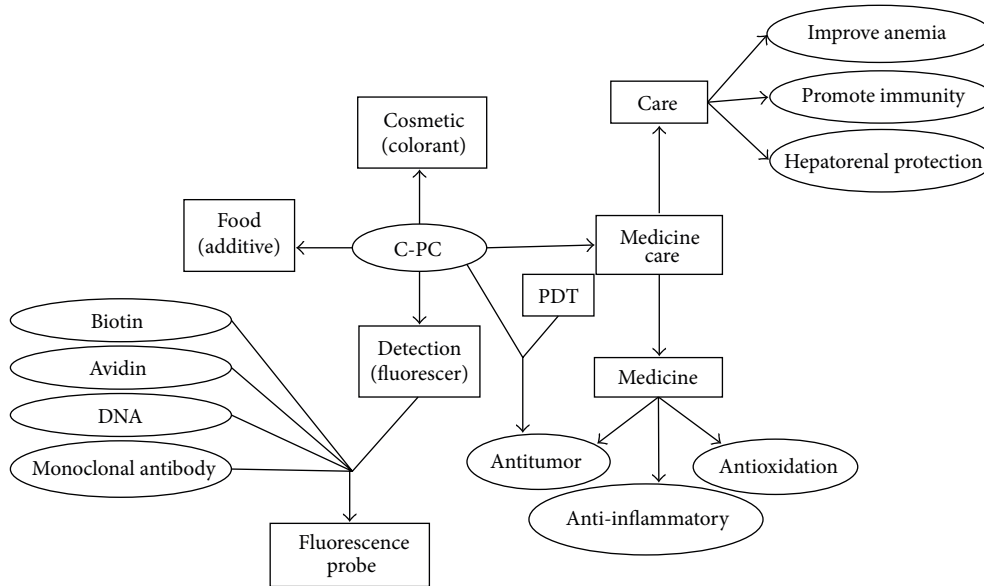 Improve anemia
Care
Promote immunity
Cosmetic
(colorant)
Hepatorenal protection
Food
(additive)
C-PC
Medicine
care
PDT
Biotin
Detection
(fluorescer)
Avidin
Medicine
DNA
Monoclonal antibody
Antitumor
Antioxidation
Anti-inflammatory
Fluorescence
probe